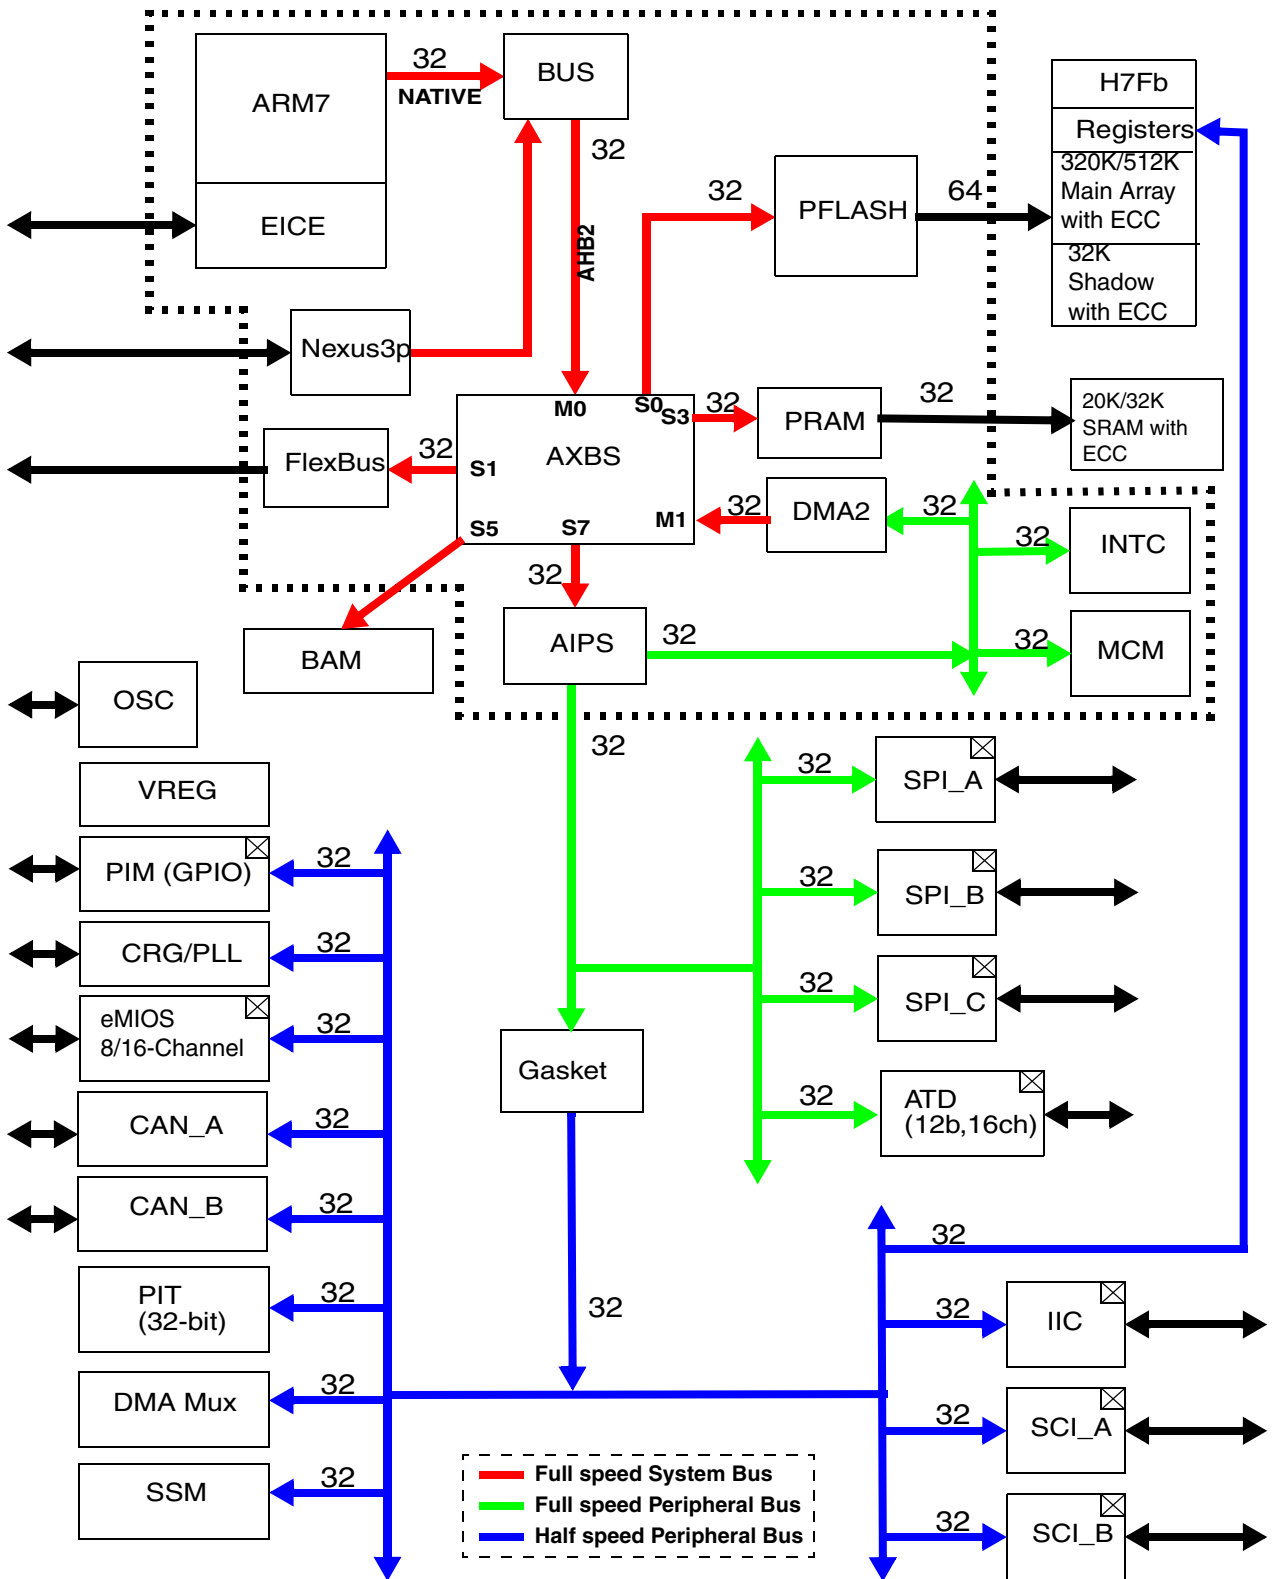 32
BUS
ARM7
NATIVE
32
AHB2
EICE
H7Fb
Registers
320K/512K
Main Array
with ECC
32K
Shadow
with ECC
32
PFLASH
64
Nexus3p
M0
S0
S3
32
PRAM
32
20K/32K
SRAM with
ECC
FlexBus
32
S1
AXBS
M1
S5
S7
32
DMA2
32
32
INTC
32
BAM
AIPS
32
32
MCM
OSC
32
VREG
32
SPI_A
PIM (GPIO)
32
32
SPI_B
CRG/PLL
32
32
SPI_C
eMIOS
8/16-Channel
32
Gasket
32
ATD
(12b,16ch)
CAN_A
32
CAN_B
32
32
PIT
(32-bit)
32
32
32
IIC
DMA Mux
32
32
SCI_A
SSM
32
32
SCI_B
Full speed System Bus
Full speed Peripheral Bus
Half speed Peripheral Bus